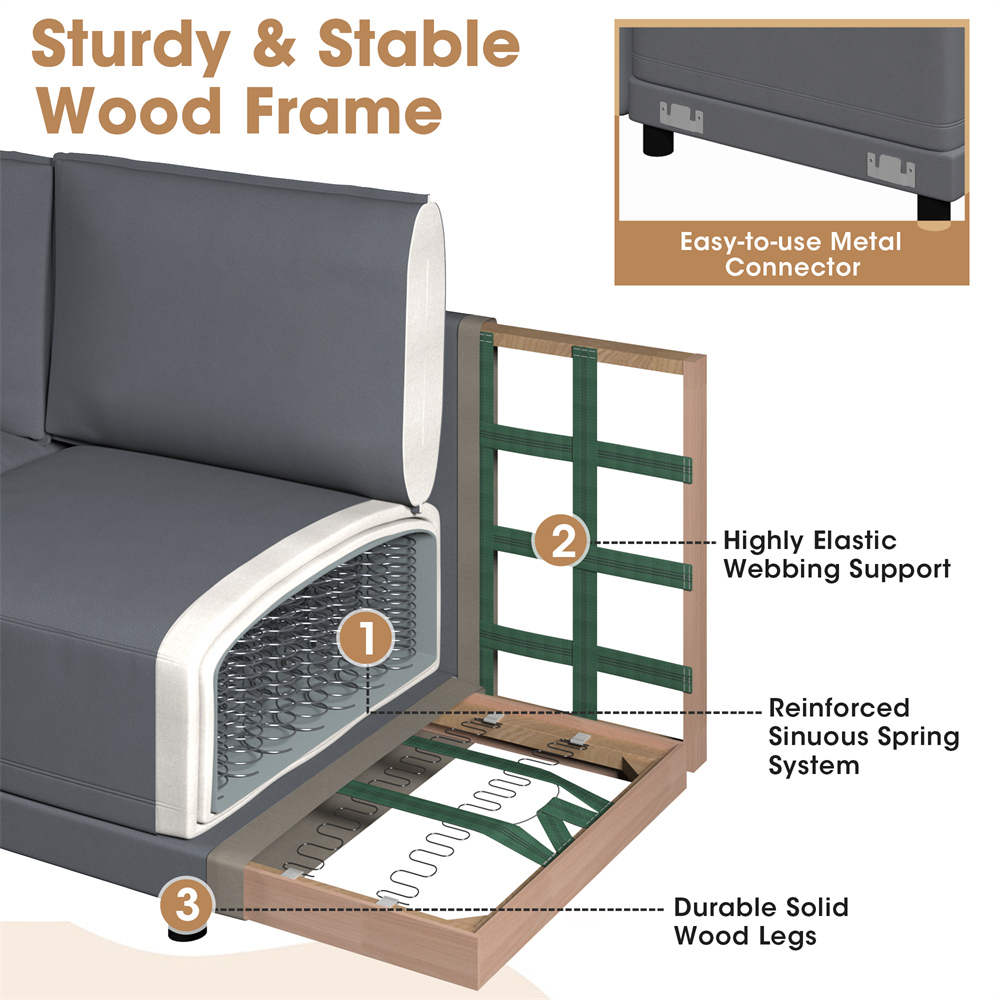 Sturdy & Stable
Wood Frame
Easy-to-use Metal
Connector
2
Highly Elastic
Webbing Support
1
Reinforced
Sinuous Spring
System
3
Durable Solid
Wood Legs